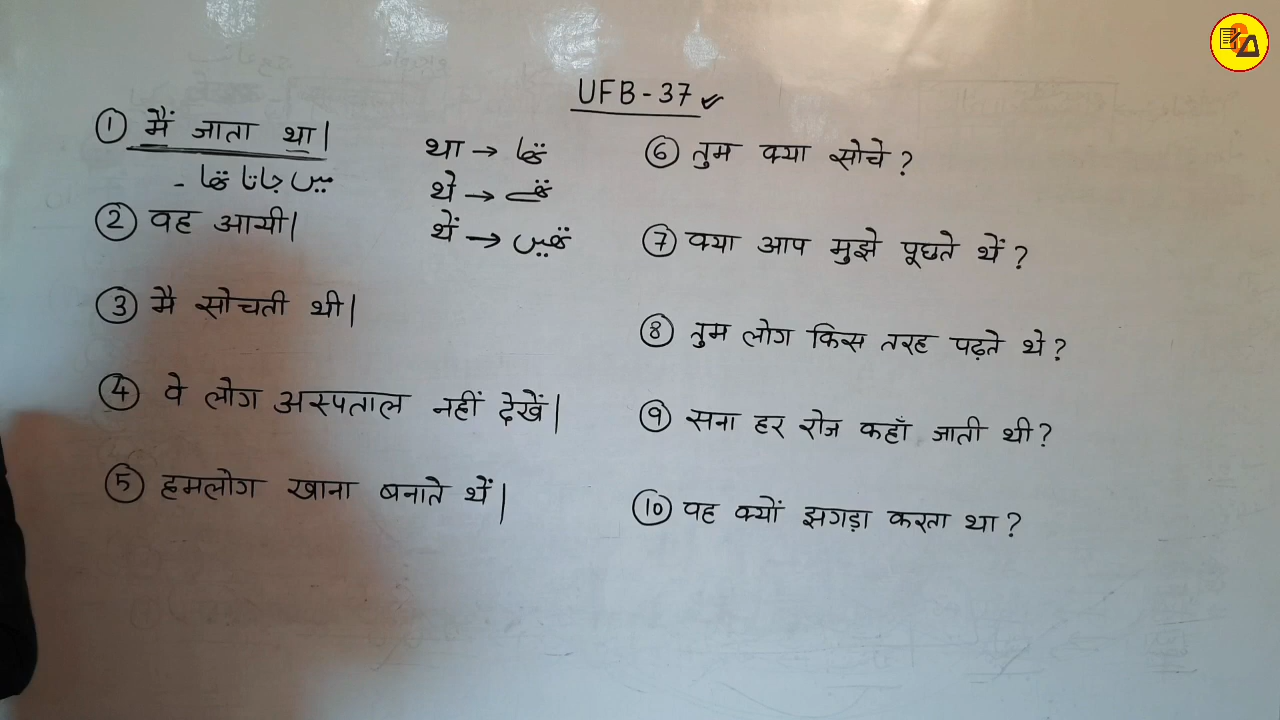 UFB-37 ✓
① मैं जाता था|
میں جاتا تھا -
② वह आयी|
③ मै सोचती थी|
④ वे लोग अस्पताल नहीं देखें|
⑤ हमलोग खाना बनाते थें|
था → تھا
थे → تھے
थें → تھیں
⑥ तुम क्या सोचे ?
⑦ क्या आप मुझे पूछते थें ?
⑧ तुम लोग किस तरह पढ़ते थे ?
⑨ सना हर रोज कहाँ जाती थी ?
⑩ वह क्यों झगड़ा करता था ?